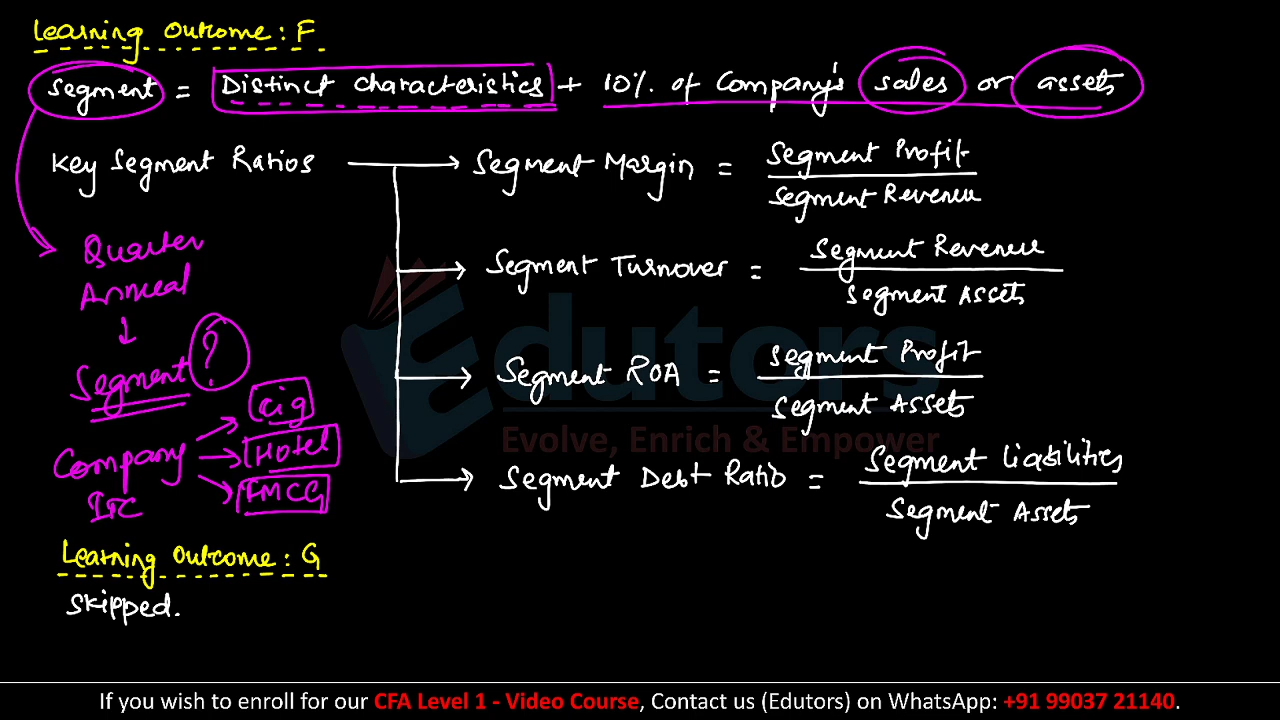 Learning Outcome: F
Segment = Distinct Characteristics + 10% of Company's sales or assets
Key Segment Ratios
Segment Margin = Segment Profit
Segment Revenue
Segment Turnover = Segment Revenue
Segment Assets
Segment ROA = Segment Profit
Segment Assets
Segment Debt Ratio = Segment Liabilities
Segment Assets
Quarter
Annual
Segment ?
Company
ITC
Cig
Hotel
FMCG
Edutors
Evolve, Enrich & Empower
Learning Outcome: G
Skipped.
If you wish to enroll for our CFA Level 1 - Video Course, Contact us (Edutors) on WhatsApp: +91 99037 21140.